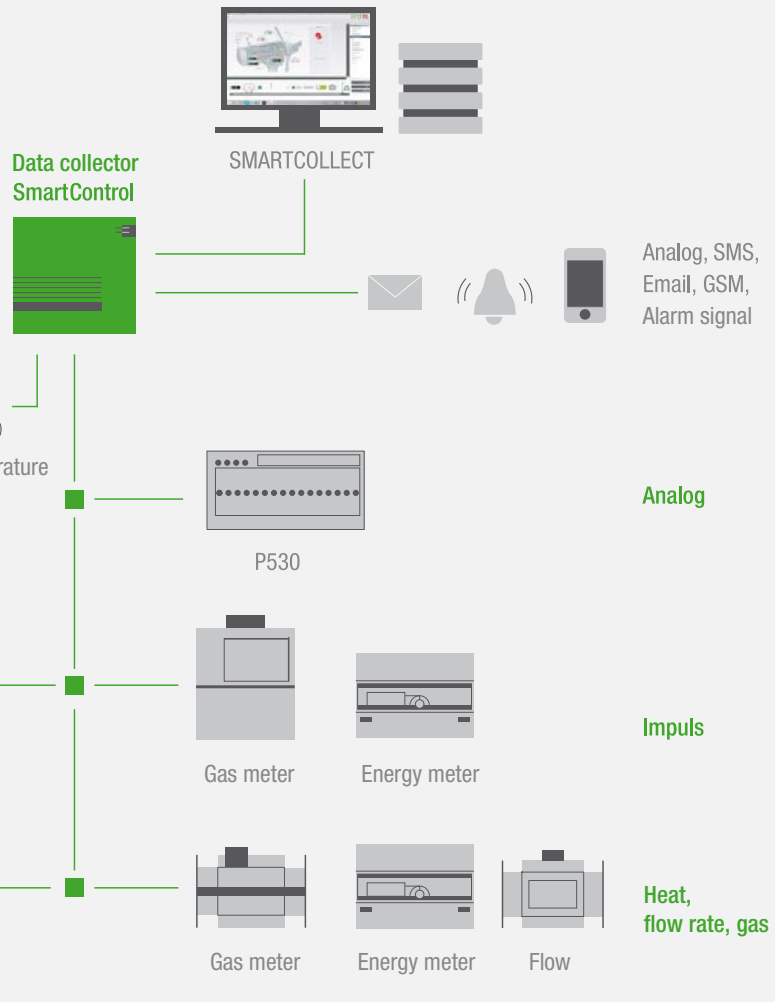 SMARTCOLLECT
Data collector
SmartControl
Analog, SMS,
Email, GSM,
Alarm signal
P530
Analog
Gas meter
Energy meter
Impuls
Gas meter
Energy meter
Flow
Heat,
flow rate, gas